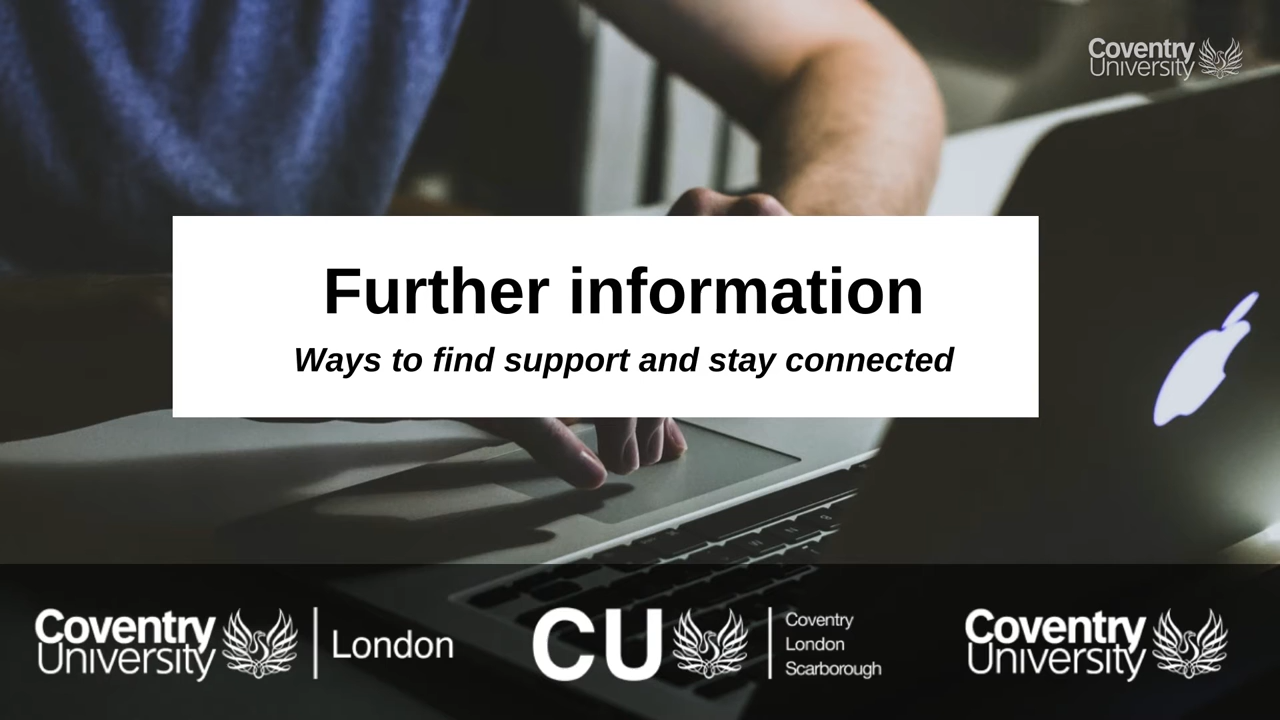 Coventry
University
Further information
Ways to find support and stay connected
Coventry
University
London
CU
Coventry
London
Scarborough
Coventry
University